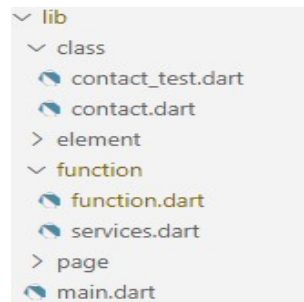 lib
class
contact_test.dart
contact.dart
element
function
function.dart
services.dart
page
main.dart